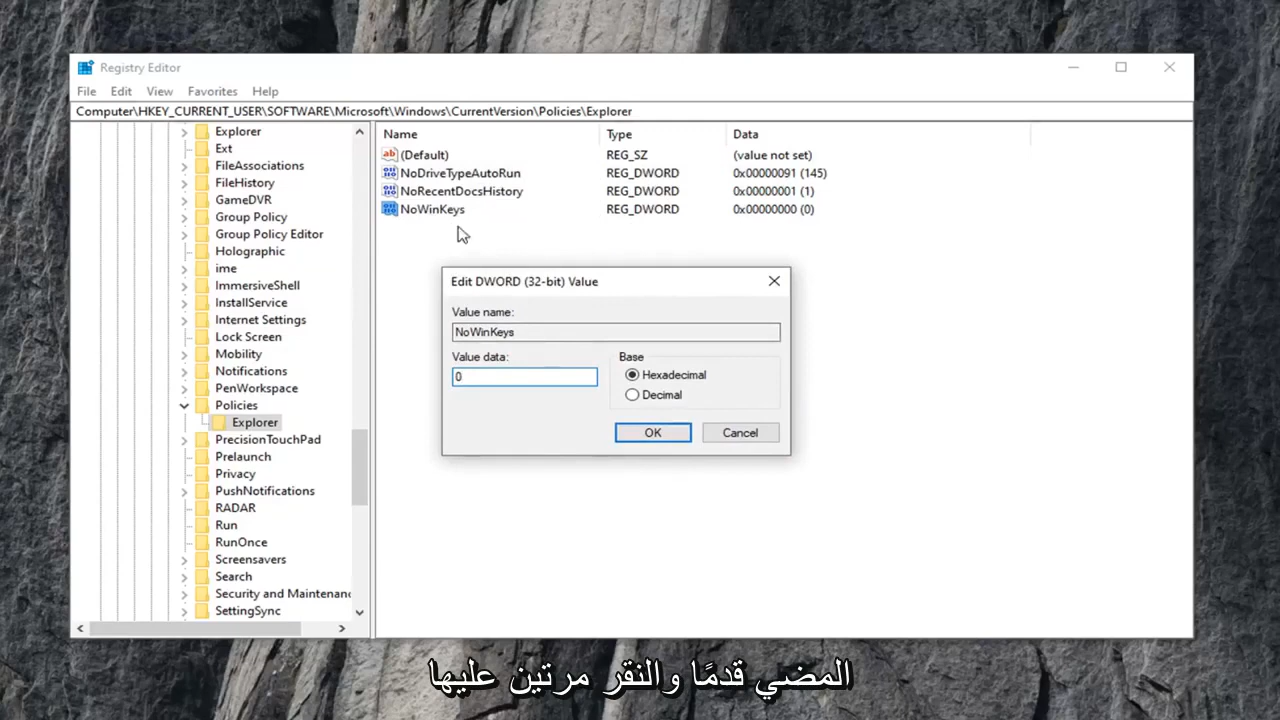 Registry Editor
File Edit View Favorites Help
Computer\HKEY_CURRENT_USER\SOFTWARE\Microsoft\Windows\CurrentVersion\Policies\Explorer
Explorer
Ext
FileAssociations
FileHistory
GameDVR
Group Policy
Group Policy Editor
Holographic
ime
ImmersiveShell
InstallService
Internet Settings
Lock Screen
Mobility
Notifications
PenWorkspace
Policies
Explorer
PrecisionTouchPad
Prelaunch
Privacy
PushNotifications
RADAR
Run
RunOnce
Screensavers
Search
Security and Maintenanc
SettingSync
Name Type Data
ab (Default) REG_SZ (value not set)
NoDriveTypeAutoRun REG_DWORD 0x00000091 (145)
NoRecentDocsHistory REG_DWORD 0x00000001 (1)
NoWinKeys REG_DWORD 0x00000000 (0)
Edit DWORD (32-bit) Value
Value name:
NoWinKeys
Value data:
0
Base
Hexadecimal
Decimal
OK Cancel
المضي قدمًا والنقر مرتين عليها